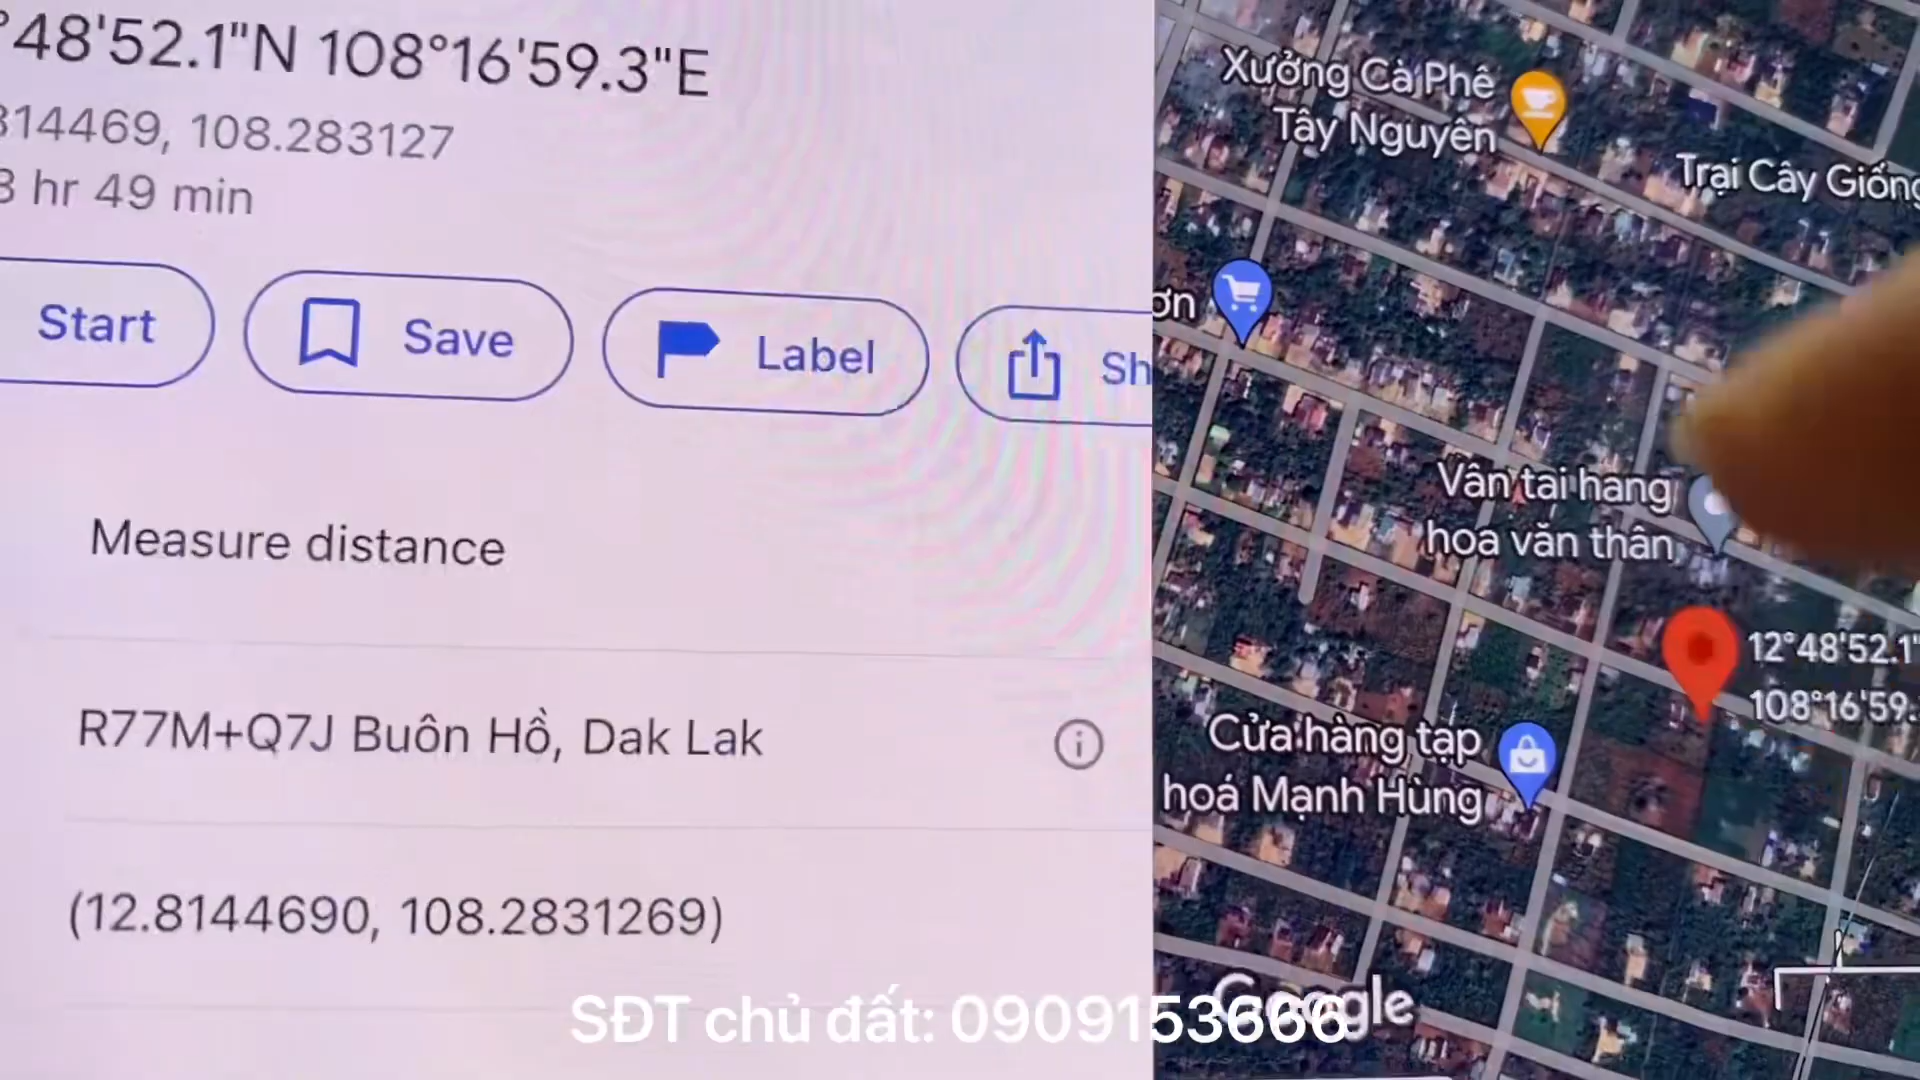 °48'52.1"N 108°16'59.3"E
814469, 108.283127
3 hr 49 min
Start
Save
Label
Sh
Measure distance
R77M+Q7J Buôn Hồ, Dak Lak
(12.8144690, 108.2831269)
Xưởng Cà Phê
Tây Nguyên
Trại Cây Giống
ơn
Vân tai hang
hoa văn thân
12°48'52.1"
108°16'59.
Cửa hàng tạp
hoá Mạnh Hùng
Google
SĐT chủ đất: 0909153666